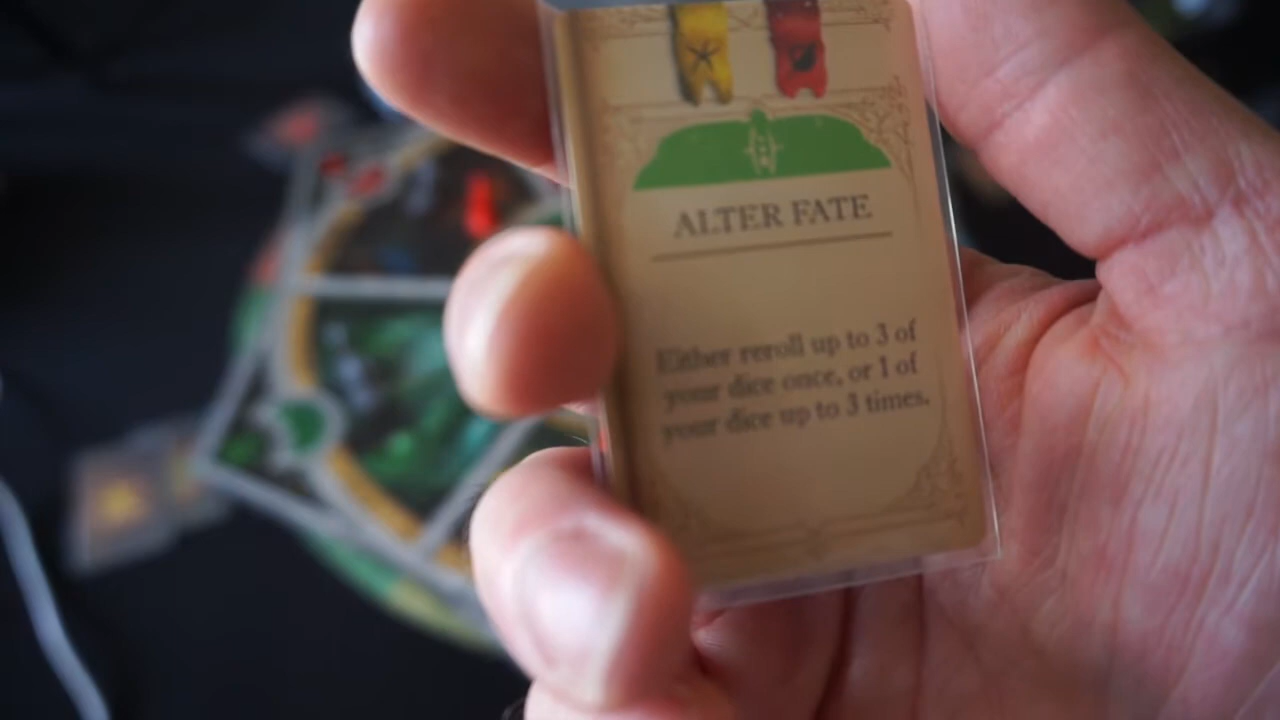 ALTER FATE
Either reroll up to 3 of
your dice once, or 1 of
your dice up to 3 times.